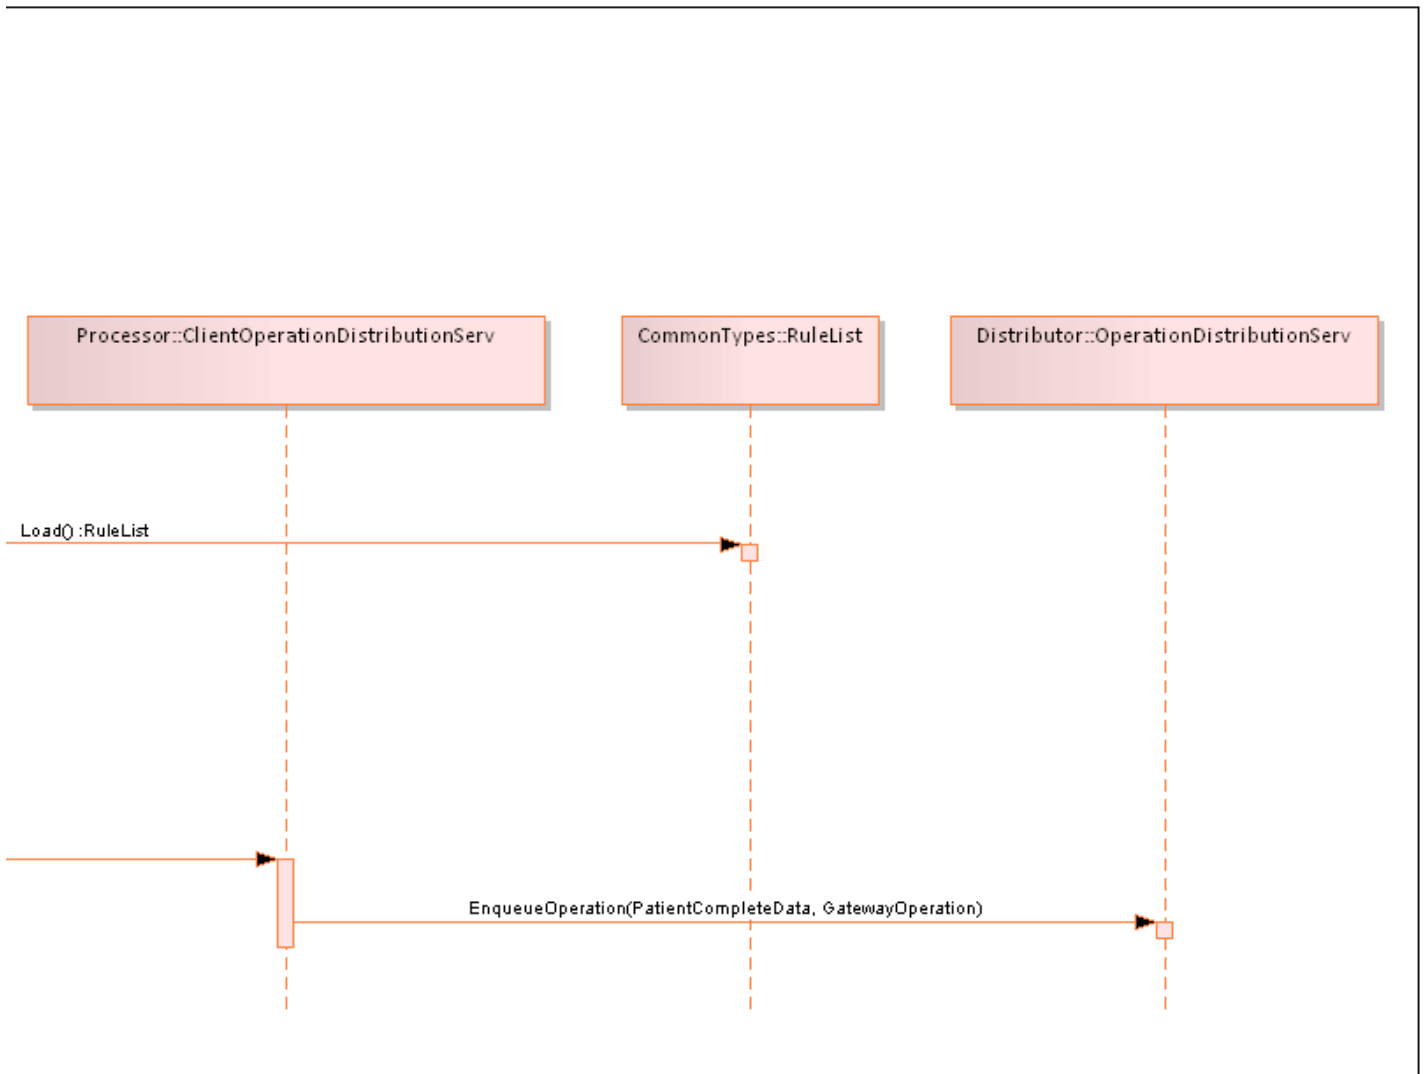 Processor::ClientOperationDistributionServ
CommonTypes::RuleList
Distributor::OperationDistributionServ
Load() :RuleList
EnqueueOperation(PatientCompleteData, GatewayOperation)